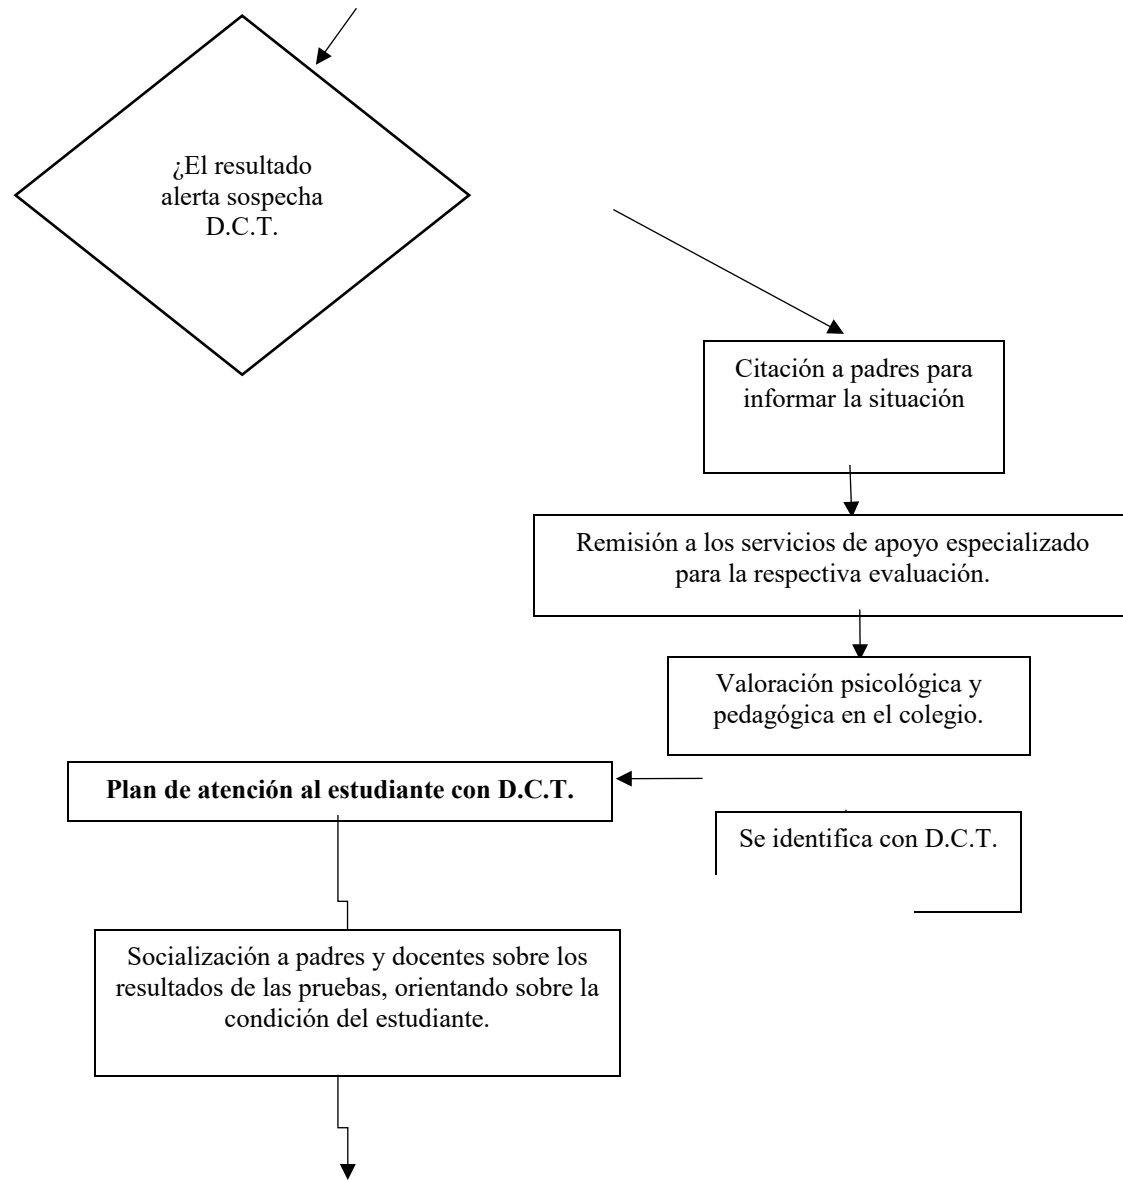 ¿El resultado
alerta sospecha
D.C.T.
Citación a padres para
informar la situación
Remisión a los servicios de apoyo especializado
para la respectiva evaluación.
Valoración psicológica y
pedagógica en el colegio.
Plan de atención al estudiante con D.C.T.
Se identifica con D.C.T.
Socialización a padres y docentes sobre los
resultados de las pruebas, orientando sobre la
condición del estudiante.